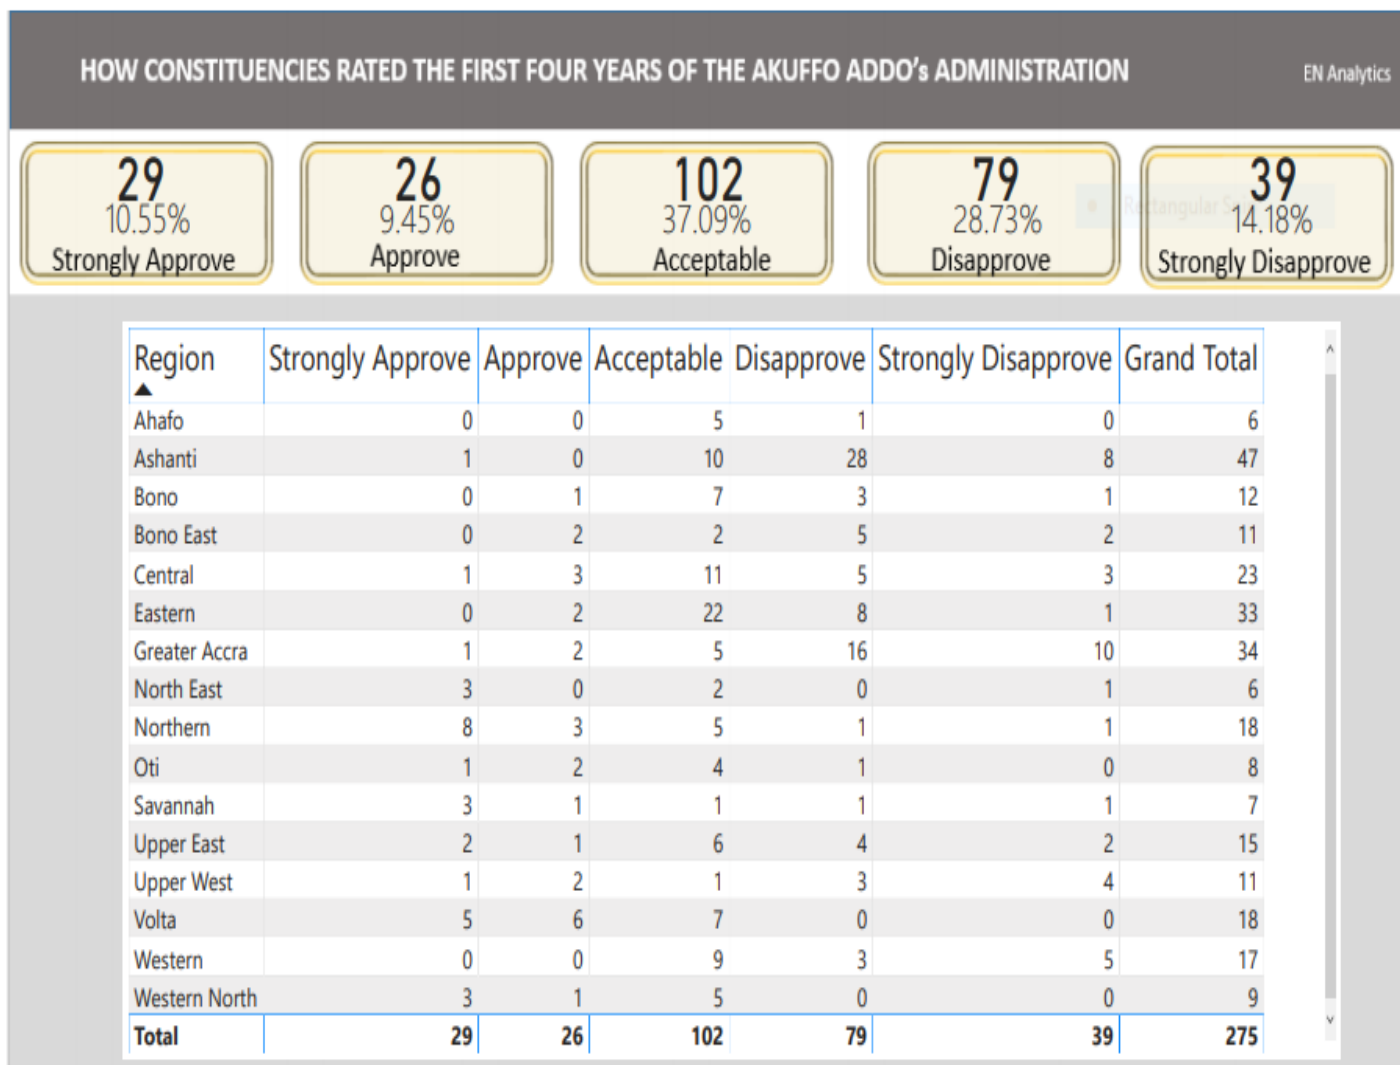 HOW CONSTITUENCIES RATED THE FIRST FOUR YEARS OF THE AKUFFO ADDO's ADMINISTRATION EN Analytics
29 26 102 79 39
10.55% 9.45% 37.09% 28.73% Rectangular 14.18%
Strongly Approve Approve Acceptable Disapprove Strongly Disapprove
Region Strongly Approve Approve Acceptable Disapprove Strongly Disapprove Grand Total
Ahafo 0 0 5 1 0 6
Ashanti 1 0 10 28 8 47
Bono 0 1 7 3 1 12
Bono East 0 2 2 5 2 11
Central 1 3 11 5 3 23
Eastern 0 2 22 8 1 33
Greater Accra 1 2 5 16 10 34
North East 3 0 2 0 1 6
Northern 8 3 5 1 1 18
Oti 1 2 4 1 0 8
Savannah 3 1 1 1 1 7
Upper East 2 1 6 4 2 15
Upper West 1 2 1 3 4 11
Volta 5 6 7 0 0 18
Western 0 0 9 3 5 17
Western North 3 1 5 0 0 9
Total 29 26 102 79 39 275